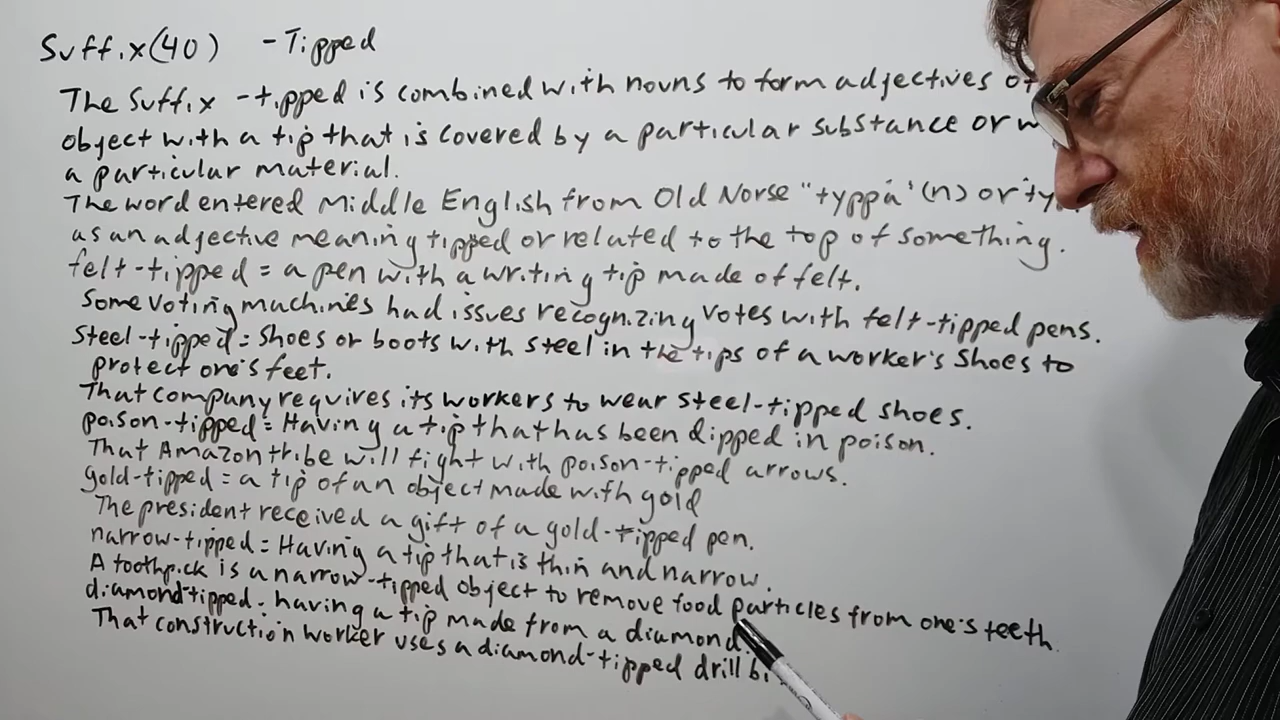 Suffix (40) -Tipped
The Suffix -tipped is combined with nouns to form adjectives of
object with a tip that is covered by a particular substance or
a particular material.
The word entered Middle English from Old Norse "typpa" (n) or
as an adjective meaning tipped or related to the top of something.
felt-tipped = a pen with a writing tip made of felt.
Some voting machines had issues recognizing votes with felt-tipped pens.
Steel-tipped = Shoes or boots with steel in the tips of a worker's shoes to
protect one's feet.
That company requires its workers to wear steel-tipped shoes.
poison-tipped = Having a tip that has been dipped in poison.
That Amazon tribe will fight with poison-tipped arrows.
gold-tipped = a tip of an object made with gold
The president received a gift of a gold-tipped pen.
narrow-tipped = Having a tip that is thin and narrow.
A toothpick is a narrow-tipped object to remove food particles from one's teeth.
diamond-tipped = having a tip made from a diamond.
That construction worker uses a diamond-tipped drill